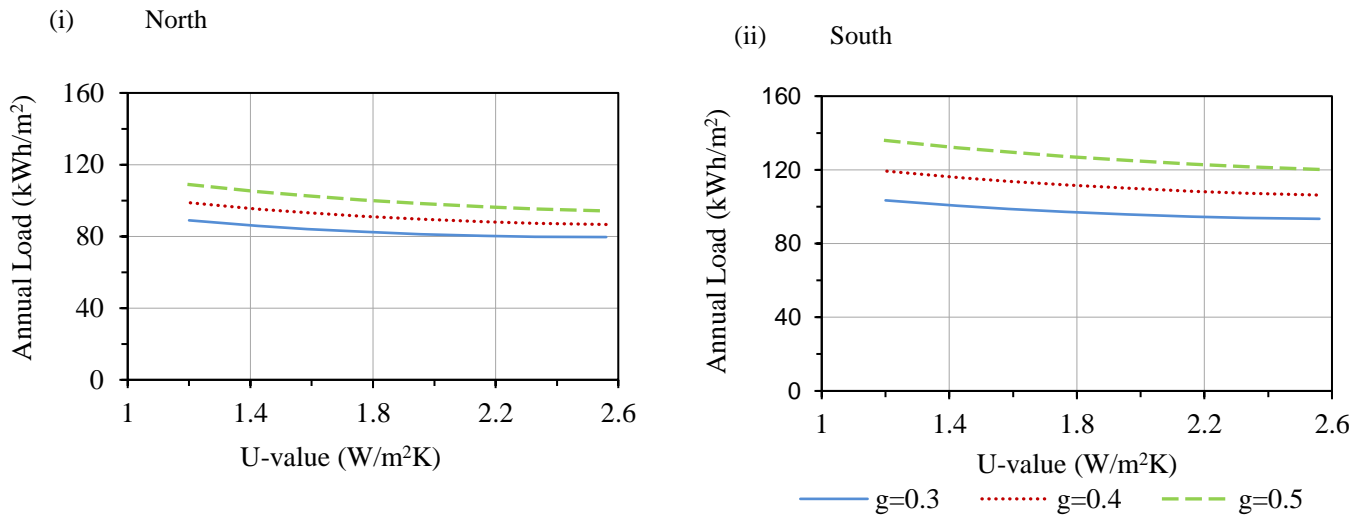 (i) North
160
120
80
40
0
1 1.4 1.8 2.2 2.6
Annual Load (kWh/m²)
U-value (W/m²K)
(ii) South
160
120
80
40
0
1 1.4 1.8 2.2 2.6
Annual Load (kWh/m²)
U-value (W/m²K)
g=0.3 g=0.4 g=0.5